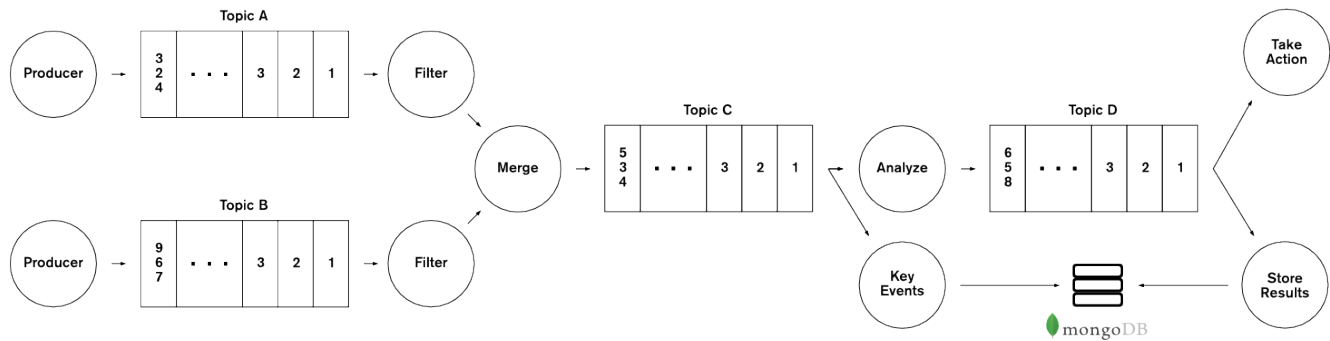 Topic A
Producer
3
2
4
. . .
3
2
1
Filter
Topic B
Producer
9
6
7
. . .
3
2
1
Filter
Merge
Topic C
5
3
4
. . .
3
2
1
Analyze
Key
Events
Topic D
6
5
8
. . .
3
2
1
Take
Action
Store
Results
mongoDB